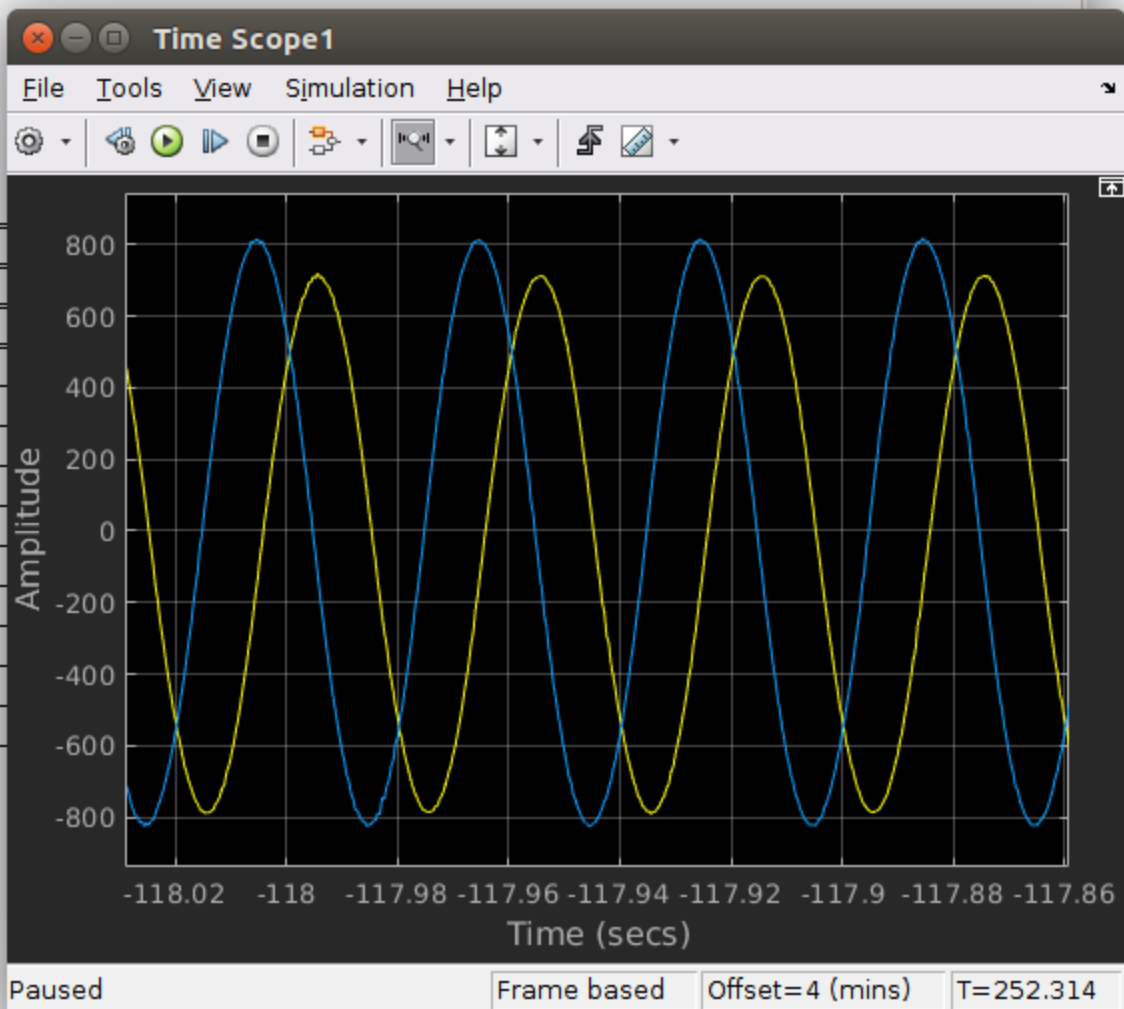 Time Scope1
File Tools View Simulation Help
800
600
400
200
0
-200
-400
-600
-800
Amplitude
-118.02 -118 -117.98 -117.96 -117.94 -117.92 -117.9 -117.88 -117.86
Time (secs)
Paused Frame based Offset=4 (mins) T=252.314